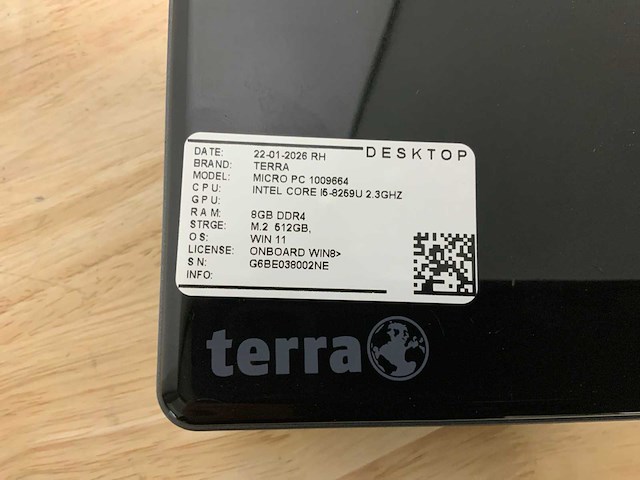 DESKTOP
DATE: 22-01-2026 RH
BRAND: TERRA
MODEL: MICRO PC 1009664
CPU: INTEL CORE I5-8259U 2.3GHZ
GPU:
RAM: 8GB DDR4
STRGE: M.2 512GB,
OS: WIN 11
LICENSE: ONBOARD WIN8>
SN: G6BE038002NE
INFO:
terra